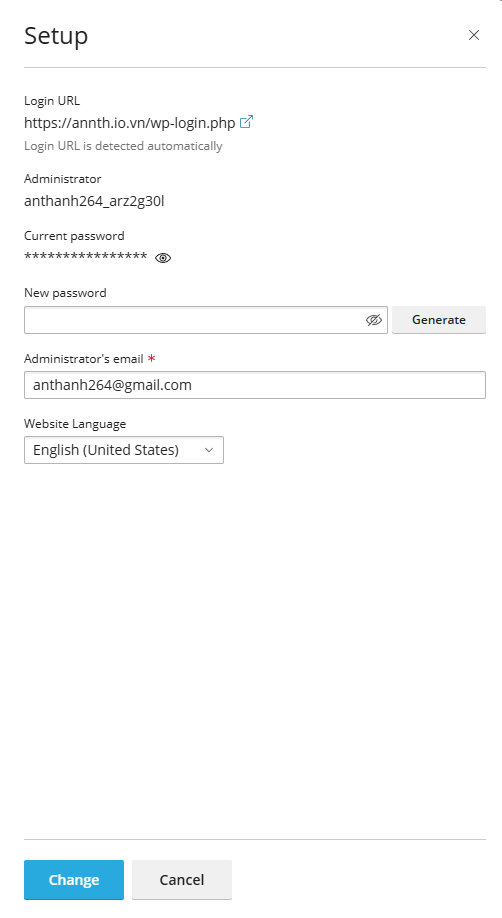 Setup
Login URL
https://annth.io.vn/wp-login.php
Login URL is detected automatically
Administrator
anthanh264_arz2g30l
Current password
****************
New password
Generate
Administrator's email *
anthanh264@gmail.com
Website Language
English (United States)
Change Cancel